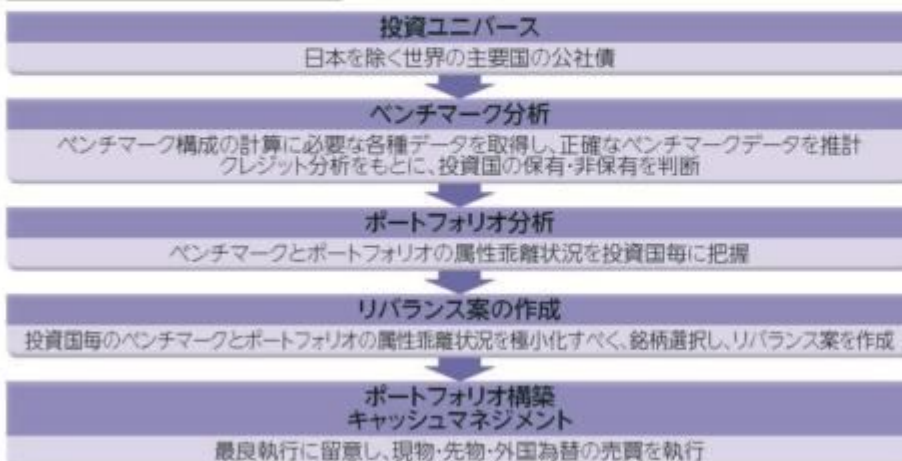 投資ユニバース
日本を除く世界の主要国の公社債
ベンチマーク分析
ベンチマーク構成の計算に必要な各種データを取得し、正確なベンチマークデータを推計
クレジット分析をもとに、投資国の保有・非保有を判断
ポートフォリオ分析
ベンチマークとポートフォリオの属性乖離状況を投資国毎に把握
リバランス案の作成
投資国毎のベンチマークとポートフォリオの属性乖離状況を極小化すべく、銘柄選択し、リバランス案を作成
ポートフォリオ構築
キャッシュマネジメント
最良執行に留意し、現物・先物・外国為替の売買を執行